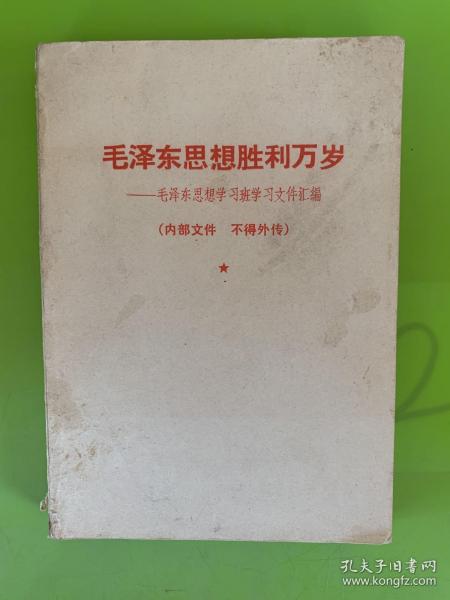 毛泽东思想胜利万岁
——毛泽东思想学习班学习文件汇编
（内部文件 不得外传）
孔夫子旧书网
www.kongfz.com